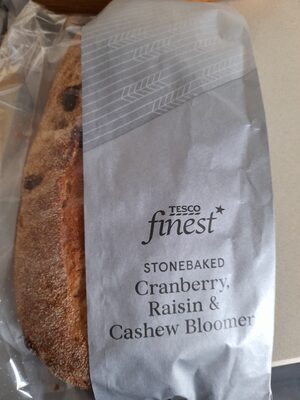 TESCO
finest*
STONEBAKED
Cranberry,
Raisin &
Cashew Bloomer